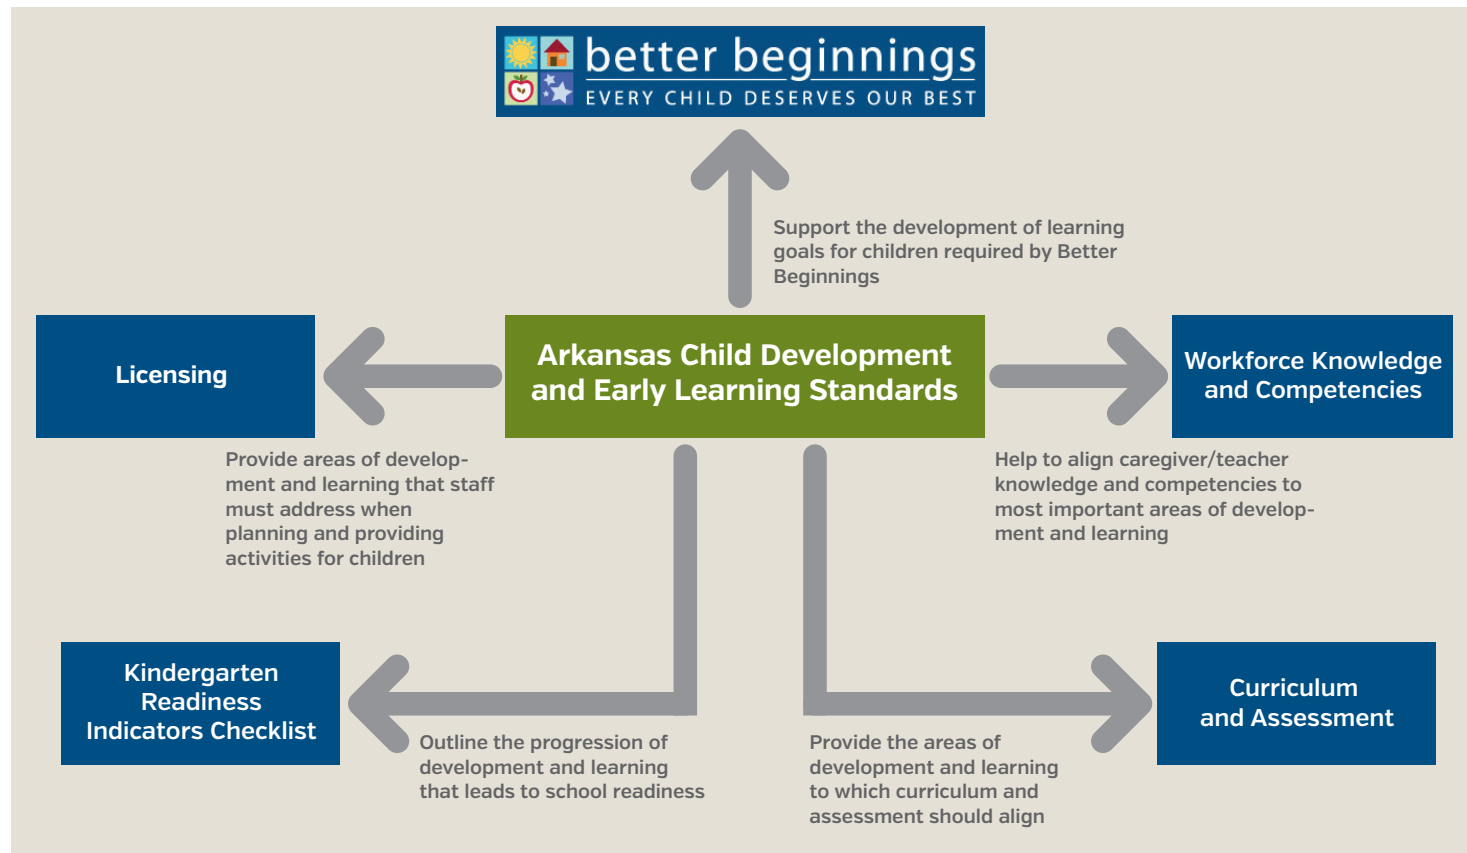 better beginnings
EVERY CHILD DESERVES OUR BEST
Support the development of learning
goals for children required by Better
Beginnings
Licensing
Arkansas Child Development
and Early Learning Standards
Workforce Knowledge
and Competencies
Provide areas of develop-
ment and learning that staff
must address when
planning and providing
activities for children
Help to align caregiver/teacher
knowledge and competencies to
most important areas of develop-
ment and learning
Kindergarten
Readiness
Indicators Checklist
Outline the progression of
development and learning
that leads to school readiness
Provide the areas of
development and learning
to which curriculum and
assessment should align
Curriculum
and Assessment